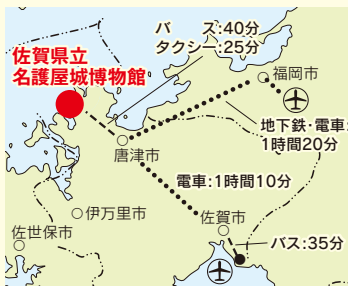 バ　　ス:40分
タクシー:25分
佐賀県立
名護屋城博物館
福岡市
地下鉄・電車:
1時間20分
唐津市
電車:1時間10分
伊万里市
佐賀市
佐世保市
バス:35分